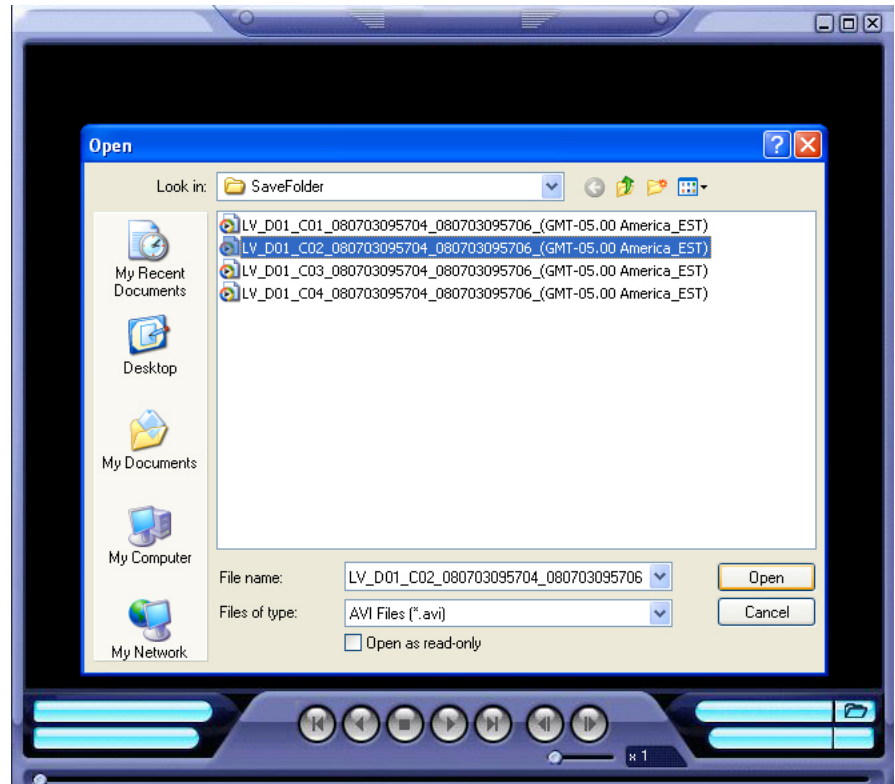 Open
Look in: SaveFolder
LV_D01_C01_080703095704_080703095706_(GMT-05.00 America_EST)
LV_D01_C02_080703095704_080703095706_(GMT-05.00 America_EST)
LV_D01_C03_080703095704_080703095706_(GMT-05.00 America_EST)
LV_D01_C04_080703095704_080703095706_(GMT-05.00 America_EST)
My Recent
Documents
Desktop
My Documents
My Computer
My Network
File name: LV_D01_C02_080703095704_080703095706 Open
Files of type: AVI Files (*.avi) Cancel
Open as read-only
x 1